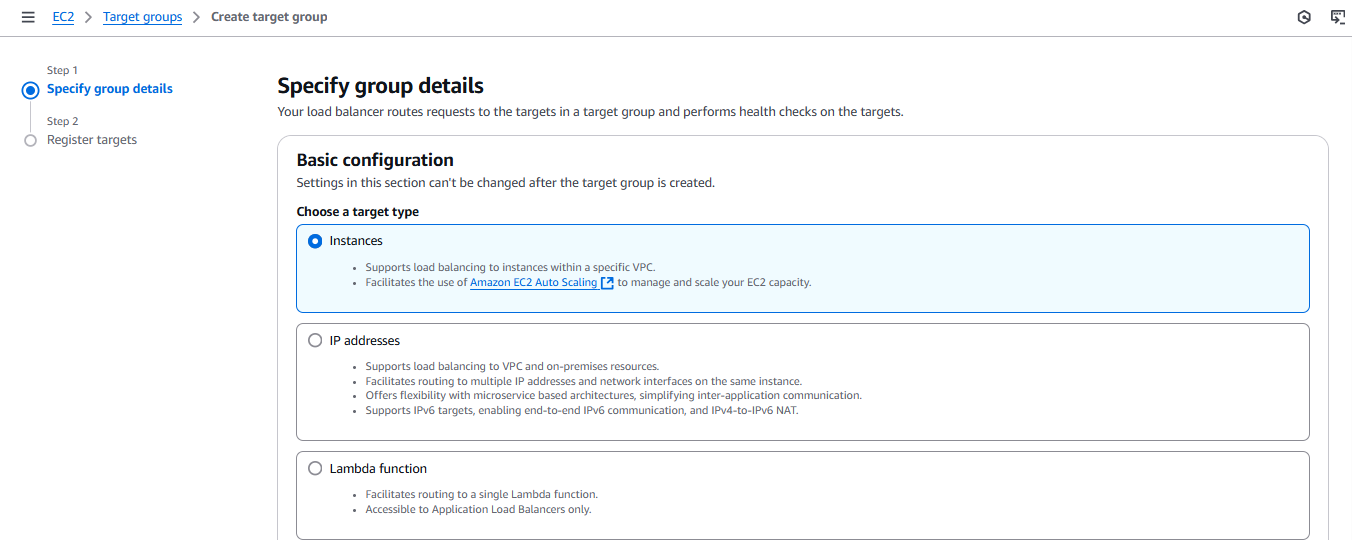 EC2 > Target groups > Create target group
Step 1
Specify group details
Step 2
Register targets
Specify group details
Your load balancer routes requests to the targets in a target group and performs health checks on the targets.
Basic configuration
Settings in this section can't be changed after the target group is created.
Choose a target type
Instances
• Supports load balancing to instances within a specific VPC.
• Facilitates the use of Amazon EC2 Auto Scaling to manage and scale your EC2 capacity.
IP addresses
• Supports load balancing to VPC and on-premises resources.
• Facilitates routing to multiple IP addresses and network interfaces on the same instance.
• Offers flexibility with microservice based architectures, simplifying inter-application communication.
• Supports IPv6 targets, enabling end-to-end IPv6 communication, and IPv4-to-IPv6 NAT.
Lambda function
• Facilitates routing to a single Lambda function.
• Accessible to Application Load Balancers only.